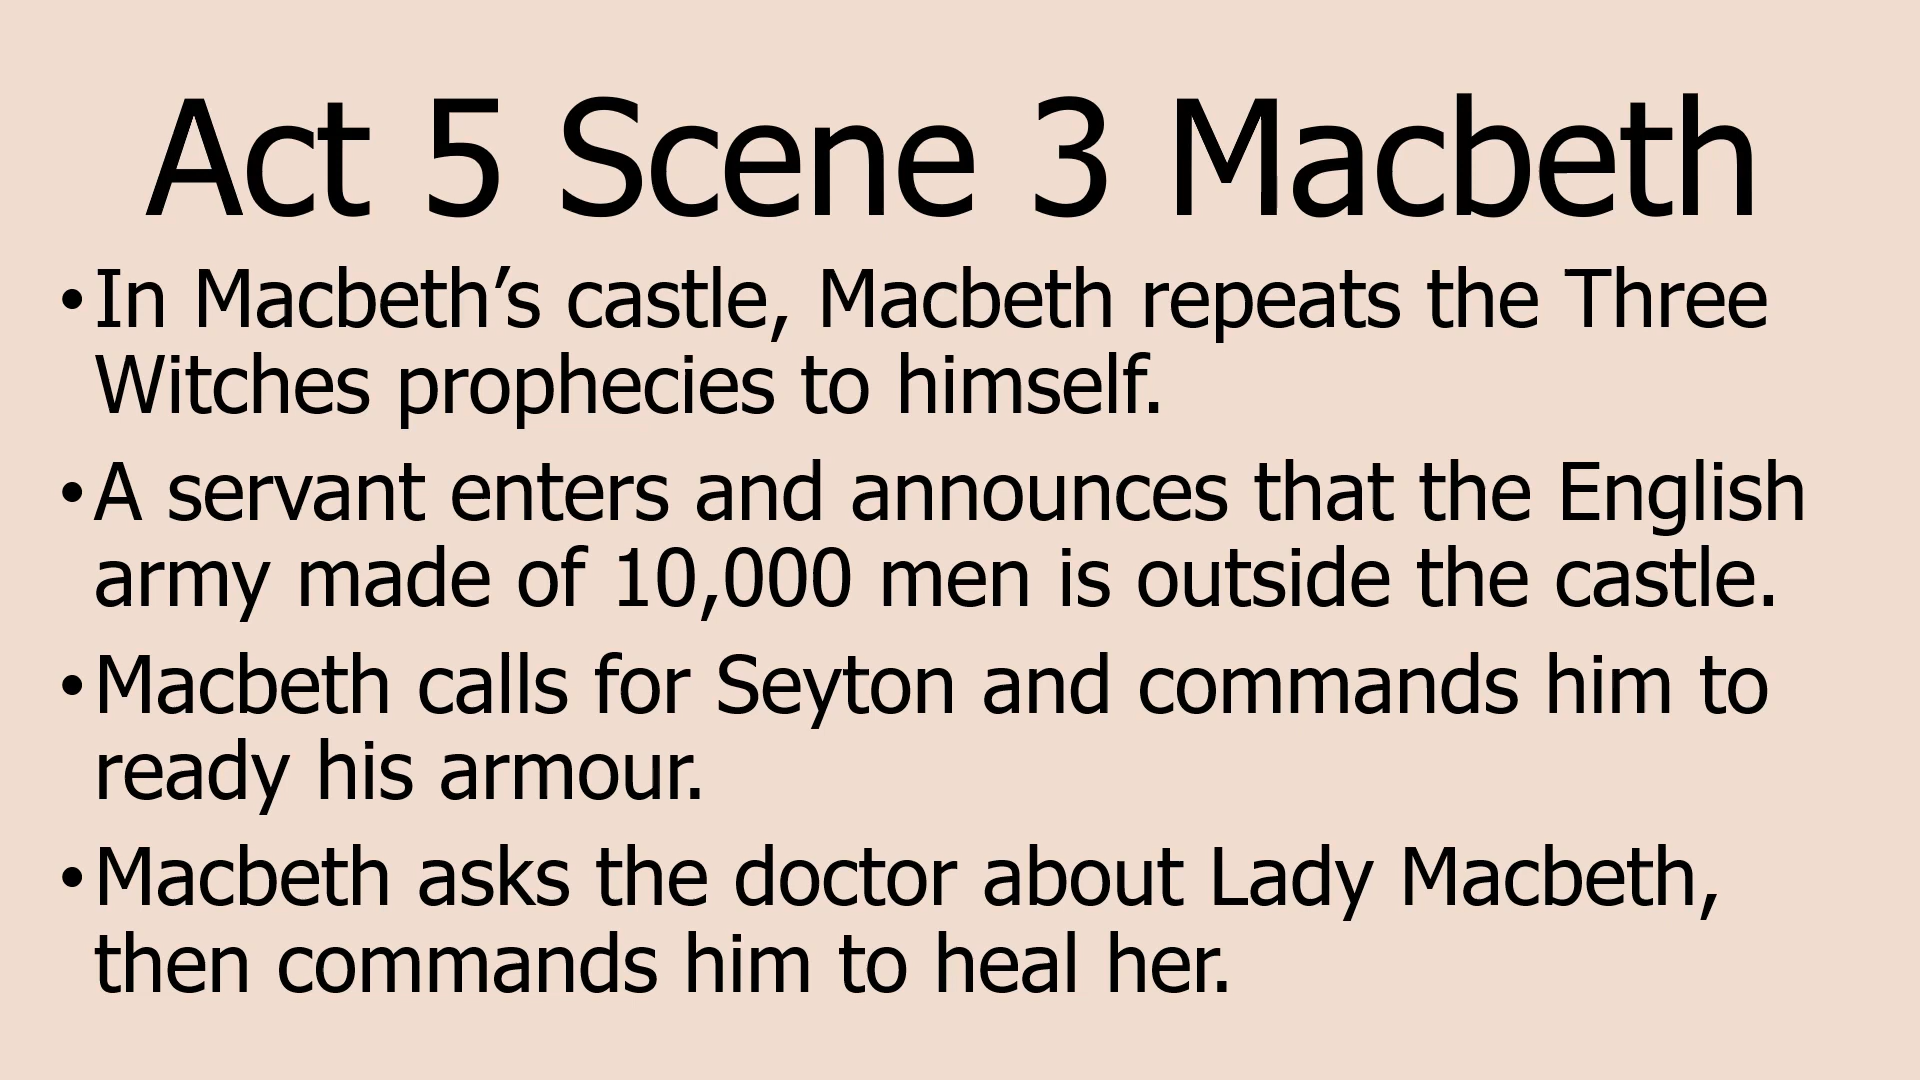 Act 5 Scene 3 Macbeth
•In Macbeth’s castle, Macbeth repeats the Three
Witches prophecies to himself.
•A servant enters and announces that the English
army made of 10,000 men is outside the castle.
•Macbeth calls for Seyton and commands him to
ready his armour.
•Macbeth asks the doctor about Lady Macbeth,
then commands him to heal her.